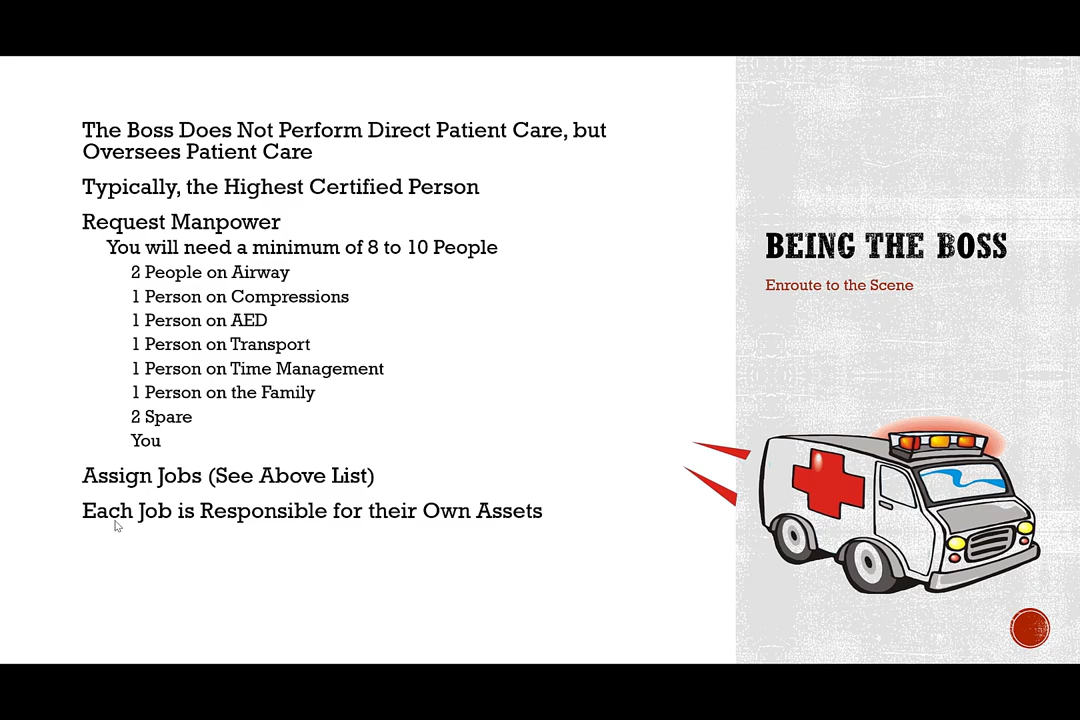 The Boss Does Not Perform Direct Patient Care, but
Oversees Patient Care
Typically, the Highest Certified Person
Request Manpower
You will need a minimum of 8 to 10 People
2 People on Airway
1 Person on Compressions
1 Person on AED
1 Person on Transport
1 Person on Time Management
1 Person on the Family
2 Spare
You
Assign Jobs (See Above List)
Each Job is Responsible for their Own Assets
BEING THE BOSS
Enroute to the Scene